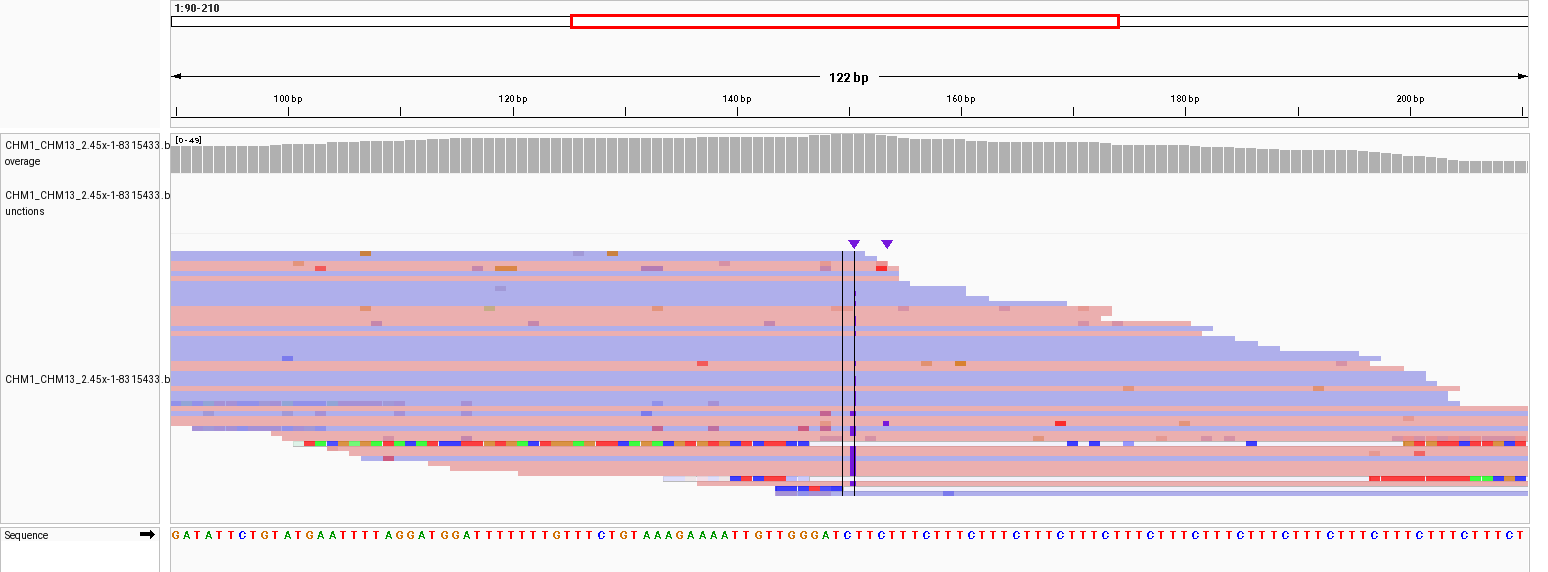 1:90-210
122 bp
100 bp 120 bp 140 bp 160 bp 180 bp 200 bp
CHM1_CHM13_2.45x-1-8315433.b
overage
[0-49]
CHM1_CHM13_2.45x-1-8315433.b
unctions
CHM1_CHM13_2.45x-1-8315433.b
Sequence
G A T A T T C T G T A T G A A T T T T A G G A T G G A T T T T T T T G T T T C T G T A A A G A A A A T T G T T G G G A T C T T C T T T C T T T C T T T C T T T C T T T C T T T C T T T C T T T C T T T C T T T C T T T C T T T C T T T C T T T C T